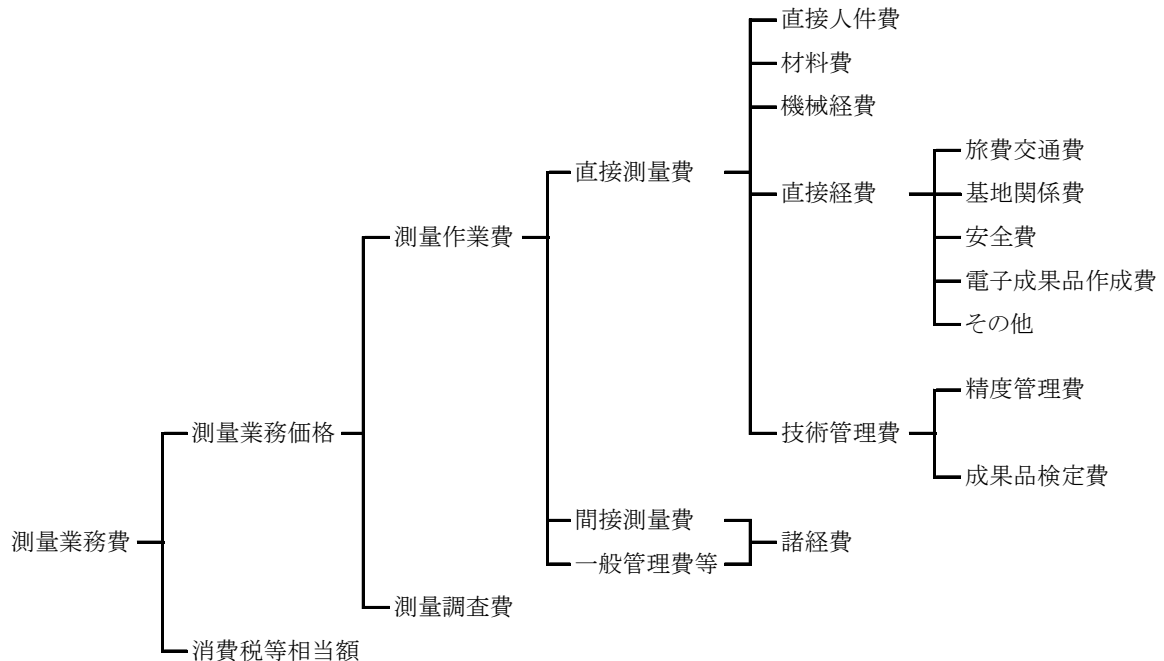 直接人件費
材料費
機械経費
旅費交通費
直接測量費
直接経費
基地関係費
測量作業費
安全費
電子成果品作成費
その他
精度管理費
測量業務価格
技術管理費
成果品検定費
間接測量費
測量業務費
諸経費
一般管理費等
測量調査費
消費税等相当額